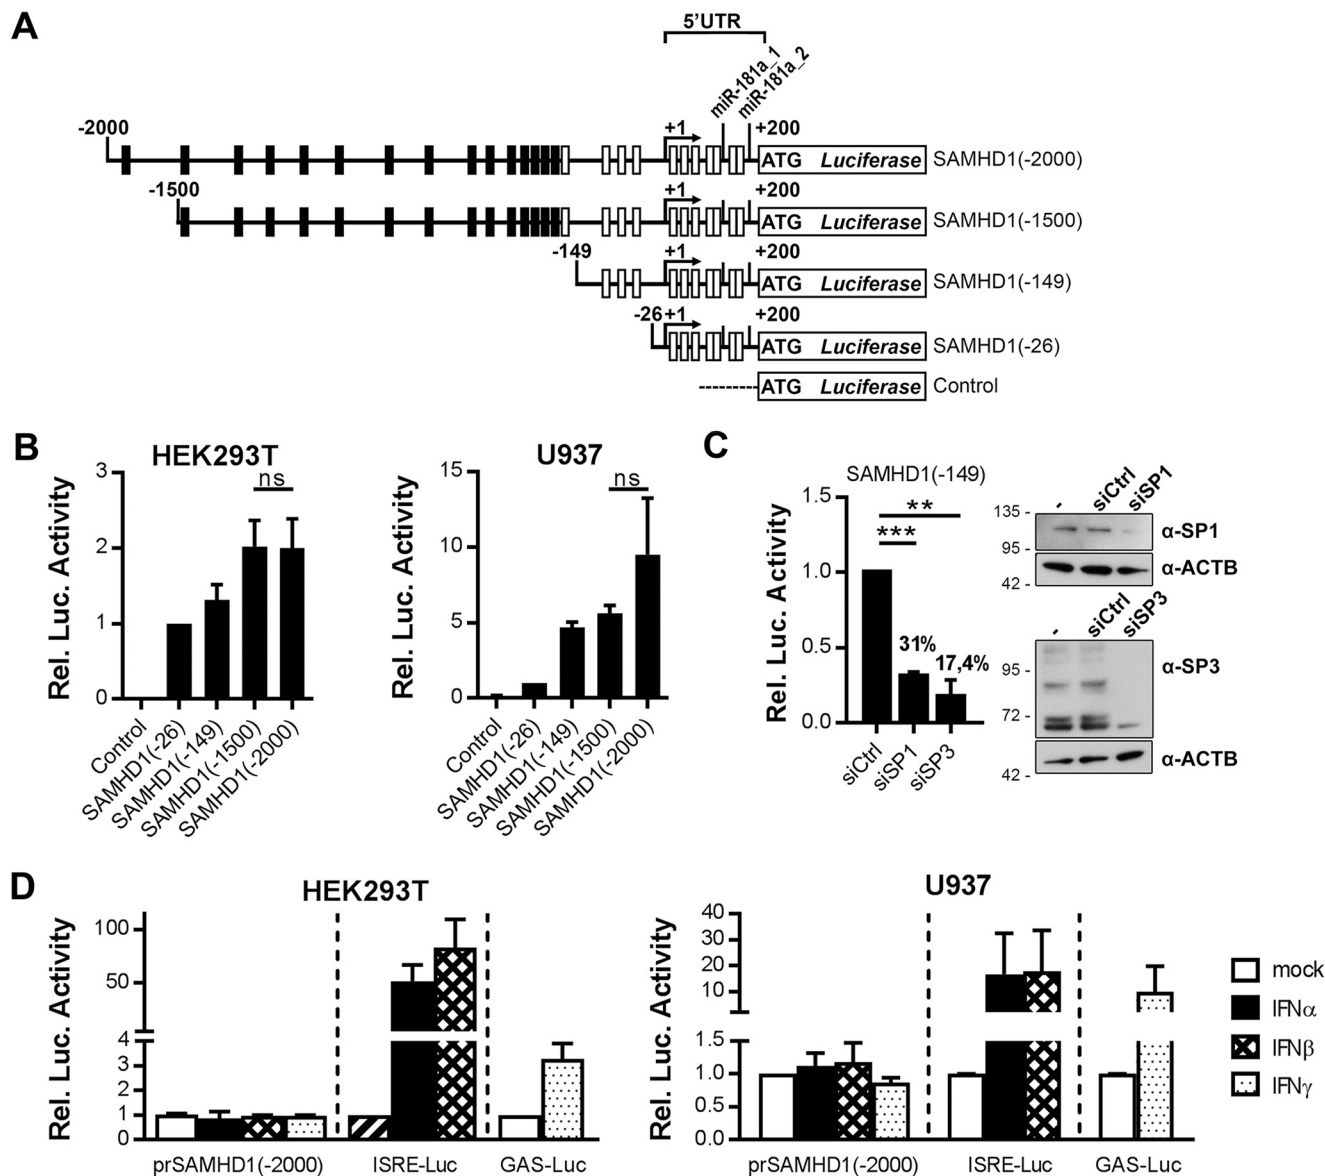 A
5'UTR
miR-181a_1
miR-181a_2
-2000
+1
+200
ATG Luciferase
SAMHD1(-2000)
-1500
+1
+200
ATG Luciferase
SAMHD1(-1500)
-149
+1
+200
ATG Luciferase
SAMHD1(-149)
-26
+1
+200
ATG Luciferase
SAMHD1(-26)
ATG Luciferase
Control
B
HEK293T
Rel. Luc. Activity
3
2
1
0
ns
Control
SAMHD1(-26)
SAMHD1(-149)
SAMHD1(-1500)
SAMHD1(-2000)
U937
Rel. Luc. Activity
15
10
5
0
ns
Control
SAMHD1(-26)
SAMHD1(-149)
SAMHD1(-1500)
SAMHD1(-2000)
C
SAMHD1(-149)
Rel. Luc. Activity
1.5
1.0
0.5
0.0
**
***
31%
17,4%
siCtrl
siSP1
siSP3
-
siCtrl
siSP1
135 -
95 -
42 -
α-SP1
α-ACTB
-
siCtrl
siSP3
95 -
72 -
42 -
α-SP3
α-ACTB
D
HEK293T
Rel. Luc. Activity
100
50
4
3
2
1
0
prSAMHD1(-2000)
ISRE-Luc
GAS-Luc
U937
Rel. Luc. Activity
40
30
20
10
1.5
1.0
0.5
0.0
prSAMHD1(-2000)
ISRE-Luc
GAS-Luc
mock
IFNα
IFNβ
IFNγ